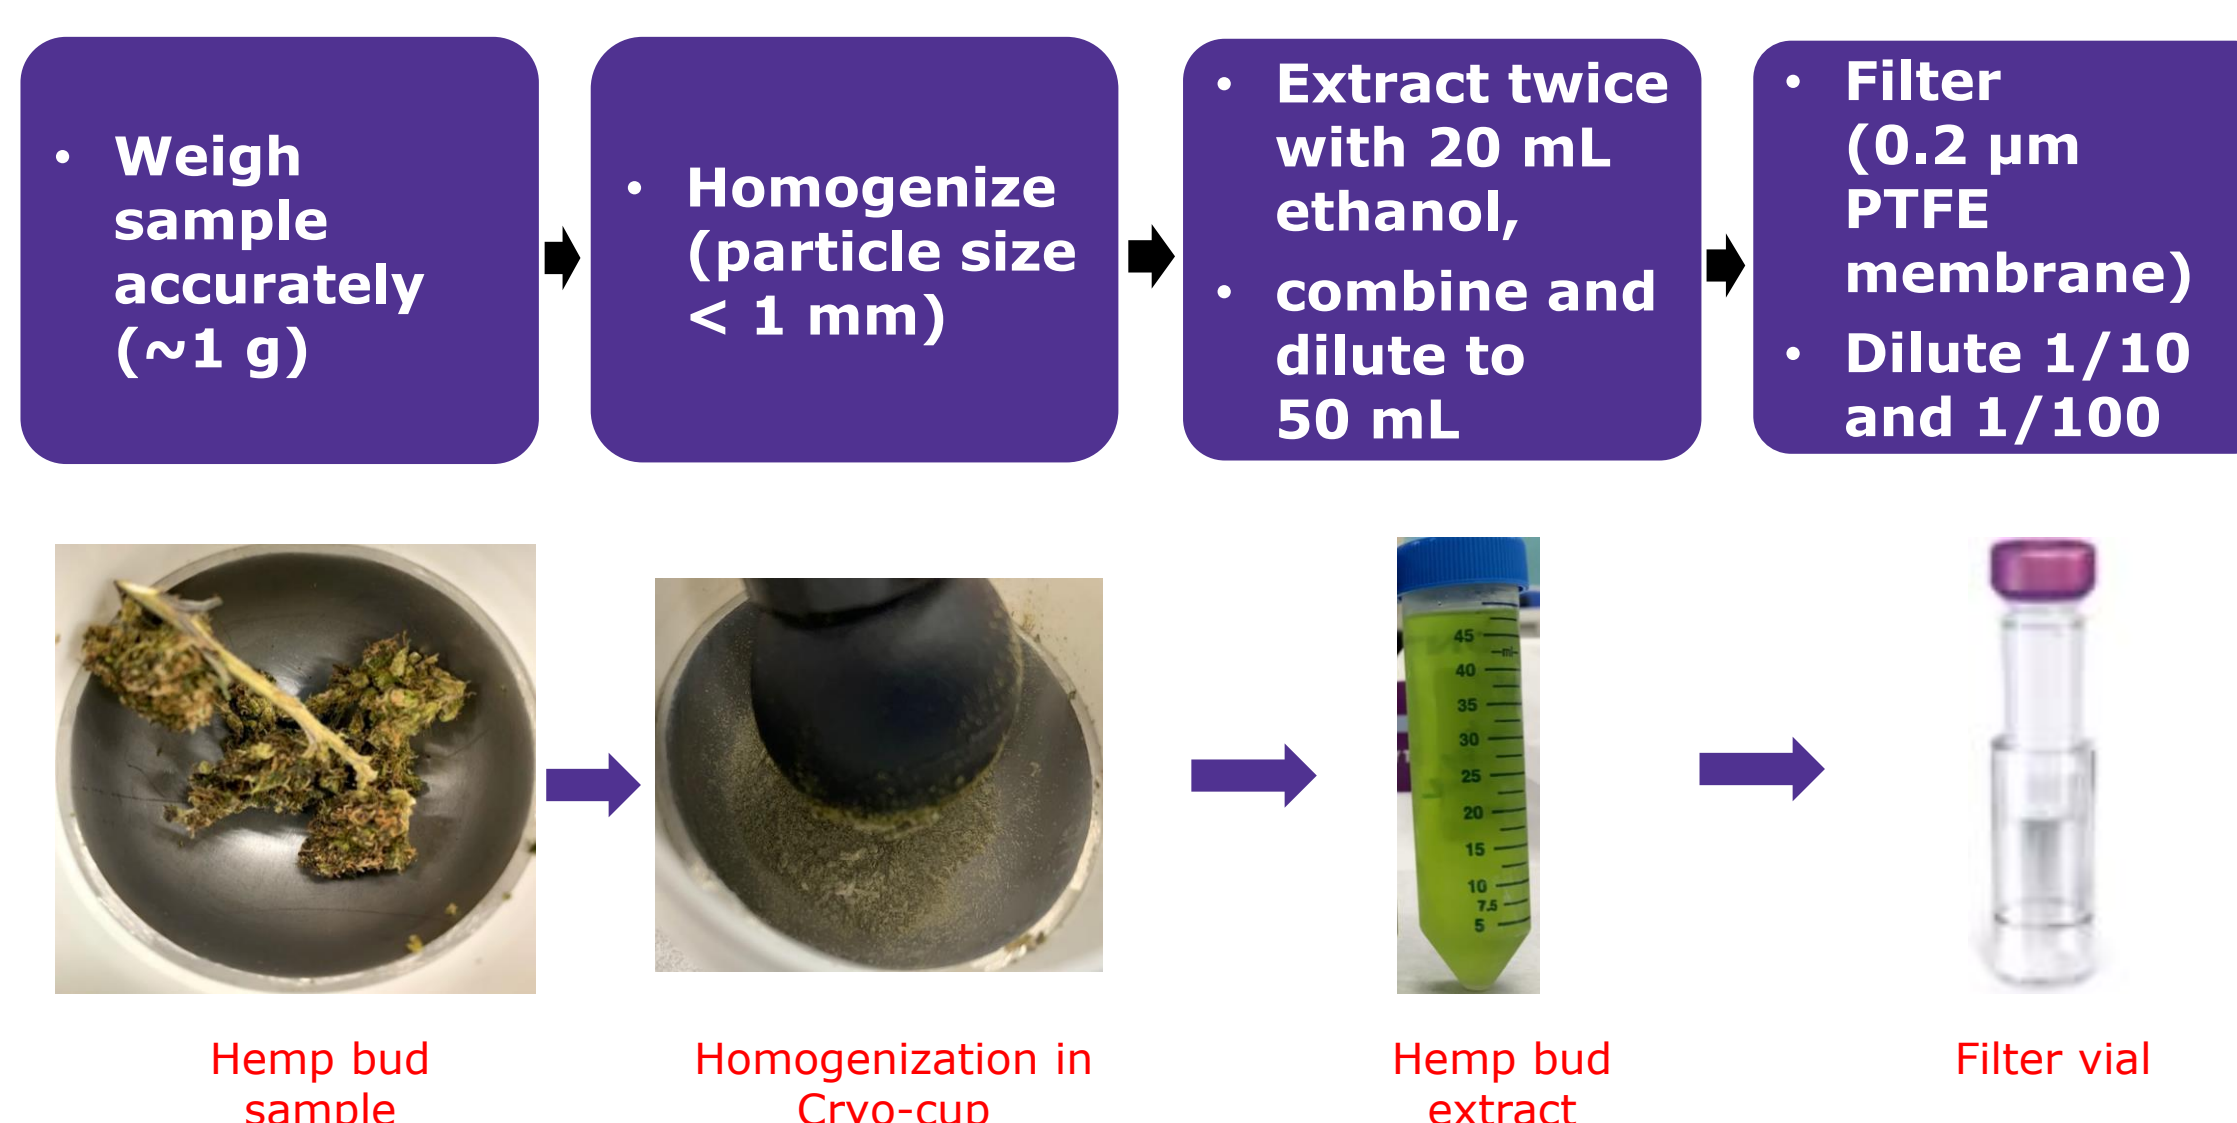 • Weigh
sample
accurately
(~1 g)
• Homogenize
(particle size
< 1 mm)
• Extract twice
with 20 mL
ethanol,
• combine and
dilute to
50 mL
• Filter
(0.2 µm
PTFE
membrane)
• Dilute 1/10
and 1/100
45
ml
40
35
30
25
20
15
10
7.5
5
Hemp bud
sample
Homogenization in
Cryo-cup
Hemp bud
extract
Filter vial